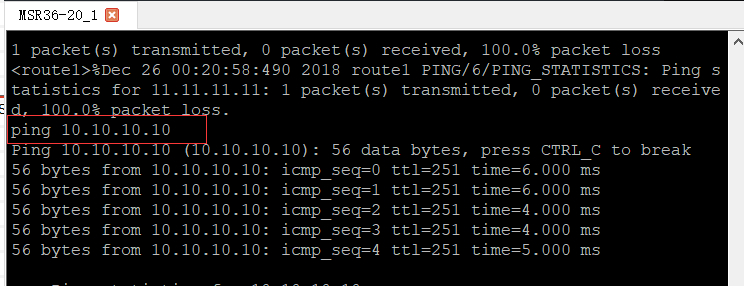 MSR36-20_1
1 packet(s) transmitted, 0 packet(s) received, 100.0% packet loss
<route1>%Dec 26 00:20:58:490 2018 route1 PING/6/PING_STATISTICS: Ping s
tatistics for 11.11.11.11: 1 packet(s) transmitted, 0 packet(s) receive
d, 100.0% packet loss.
ping 10.10.10.10
Ping 10.10.10.10 (10.10.10.10): 56 data bytes, press CTRL_C to break
56 bytes from 10.10.10.10: icmp_seq=0 ttl=251 time=6.000 ms
56 bytes from 10.10.10.10: icmp_seq=1 ttl=251 time=6.000 ms
56 bytes from 10.10.10.10: icmp_seq=2 ttl=251 time=4.000 ms
56 bytes from 10.10.10.10: icmp_seq=3 ttl=251 time=4.000 ms
56 bytes from 10.10.10.10: icmp_seq=4 ttl=251 time=5.000 ms